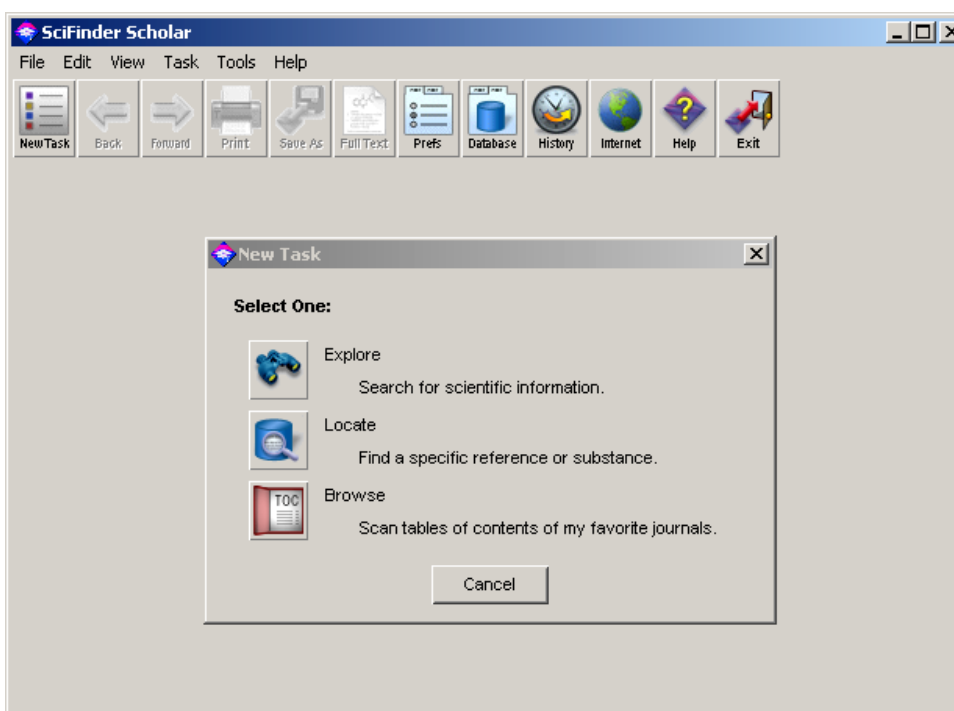 SciFinder Scholar
File Edit View Task Tools Help
NewTask Back Forward Print Save As Full Text Prefs Database History Internet Help Exit
New Task
Select One:
Explore
Search for scientific information.
Locate
Find a specific reference or substance.
TOC
Browse
Scan tables of contents of my favorite journals.
Cancel